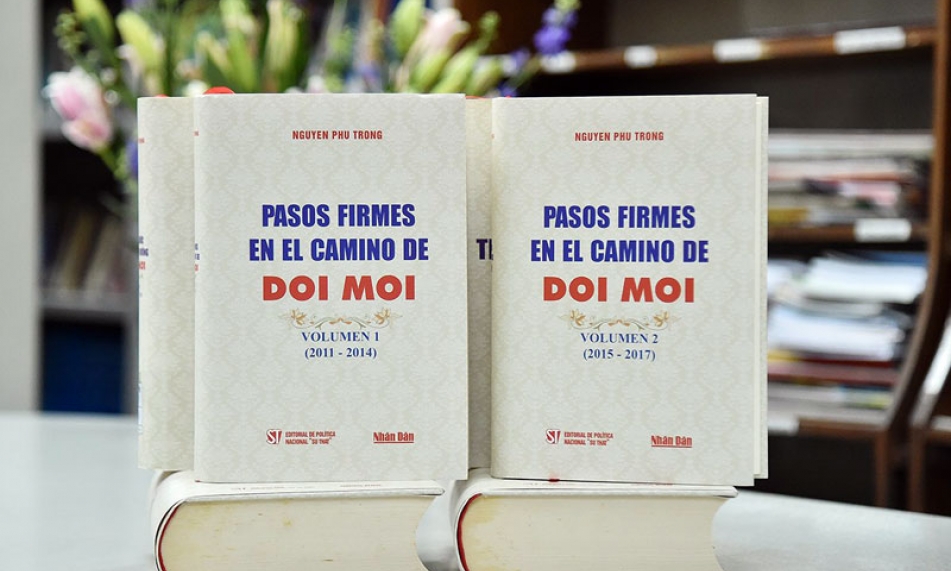 NGUYEN PHU TRONG
PASOS FIRMES
EN EL CAMINO DE
DOI MOI
VOLUMEN 1
(2011 - 2014)
ST
EDITORIAL DE POLÍTICA
NACIONAL "SU THAT"
Nhân Dân
NGUYEN PHU TRONG
PASOS FIRMES
EN EL CAMINO DE
DOI MOI
VOLUMEN 2
(2015 - 2017)
ST
EDITORIAL DE POLÍTICA
NACIONAL "SU THAT"
Nhân Dân